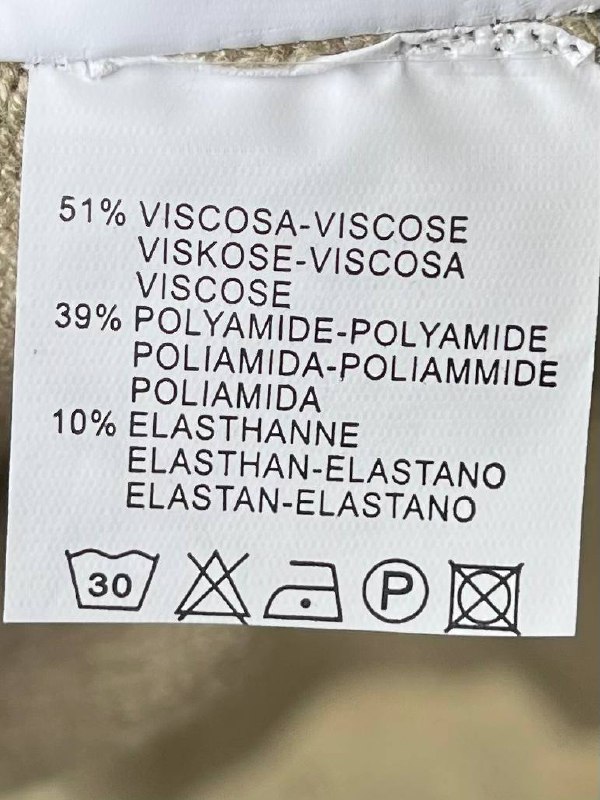 51% VISCOSA-VISCOSE
VISKOSE-VISCOSA
VISCOSE
39% POLYAMIDE-POLYAMIDE
POLIAMIDA-POLIAMMIDE
POLIAMIDA
10% ELASTHANNE
ELASTHAN-ELASTANO
ELASTAN-ELASTANO
30 P